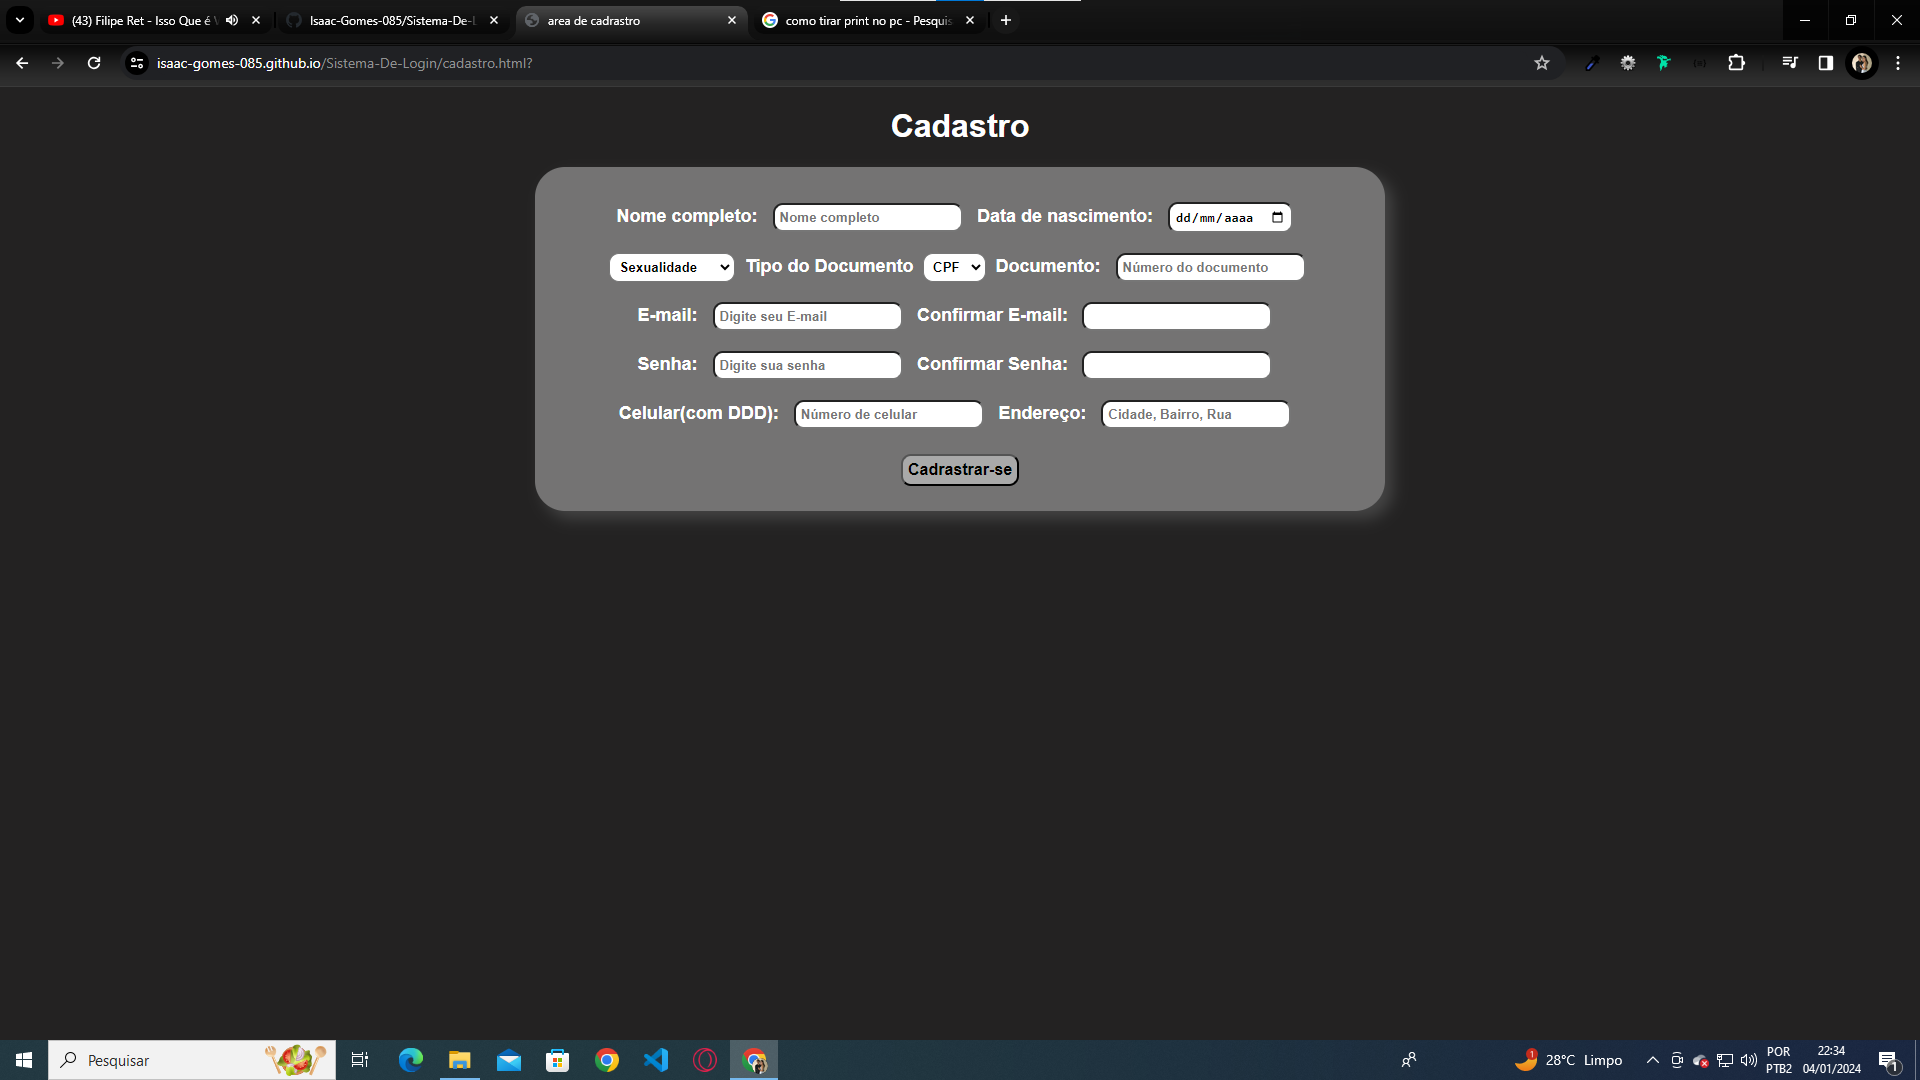 (43) Filipe Ret - Isso Que é
Isaac-Gomes-085/Sistema-De-L
area de cadrastro
como tirar print no pc - Pesquis
isaac-gomes-085.github.io/Sistema-De-Login/cadastro.html?
Cadastro
Nome completo: Nome completo Data de nascimento: dd/mm/aaaa
Sexualidade Tipo do Documento CPF Documento: Número do documento
E-mail: Digite seu E-mail Confirmar E-mail:
Senha: Digite sua senha Confirmar Senha:
Celular(com DDD): Número de celular Endereço: Cidade, Bairro, Rua
Cadrastrar-se
Pesquisar
1
28°C Limpo
POR
PTB2
22:34
04/01/2024
1